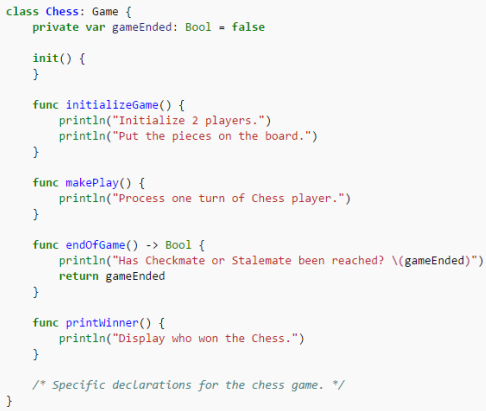 class Chess: Game {
    private var gameEnded: Bool = false

    init() {
    }

    func initializeGame() {
        println("Initialize 2 players.")
        println("Put the pieces on the board.")
    }

    func makePlay() {
        println("Process one turn of Chess player.")
    }

    func endOfGame() -> Bool {
        println("Has Checkmate or Stalemate been reached? \(gameEnded)")
        return gameEnded
    }

    func printWinner() {
        println("Display who won the Chess.")
    }

    /* Specific declarations for the chess game. */
}